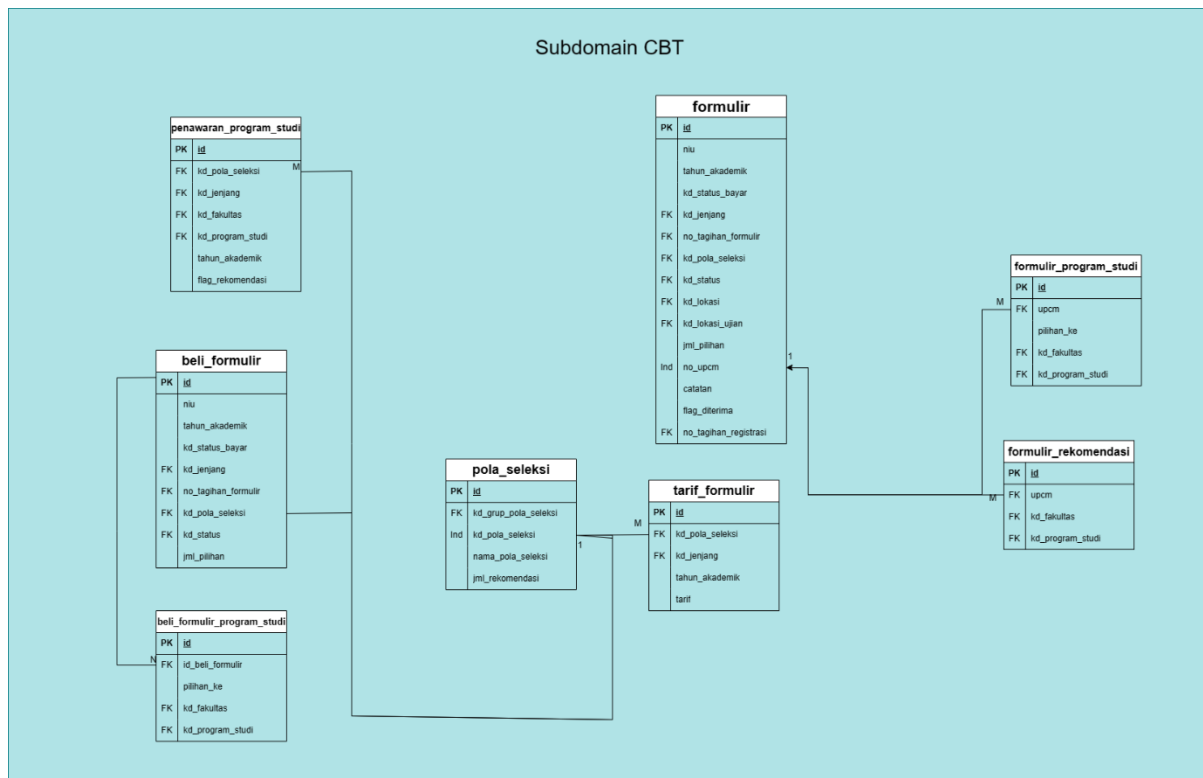 Subdomain CBT
penawaran_program_studi
PK id
FK kd_pola_seleksi M
FK kd_jenjang
FK kd_fakultas
FK kd_program_studi
tahun_akademik
flag_rekomendasi
beli_formulir
PK id
niu
tahun_akademik
kd_status_bayar
FK kd_jenjang
FK no_tagihan_formulir
FK kd_pola_seleksi
FK kd_status
jml_pilihan
beli_formulir_program_studi
PK id
N FK id_beli_formulir
pilihan_ke
FK kd_fakultas
FK kd_program_studi
pola_seleksi
PK id
FK kd_grup_pola_seleksi
Ind kd_pola_seleksi 1
nama_pola_seleksi
jml_rekomendasi
formulir
PK id
niu
tahun_akademik
kd_status_bayar
FK kd_jenjang
FK no_tagihan_formulir
FK kd_pola_seleksi
FK kd_status
FK kd_lokasi
FK kd_lokasi_ujian
jml_pilihan
1
Ind no_upcm
catatan
flag_diterima
FK no_tagihan_registrasi
tarif_formulir
PK id
M FK kd_pola_seleksi
FK kd_jenjang
tahun_akademik
tarif
formulir_program_studi
PK id
M FK upcm
pilihan_ke
FK kd_fakultas
FK kd_program_studi
formulir_rekomendasi
PK id
M FK upcm
FK kd_fakultas
FK kd_program_studi